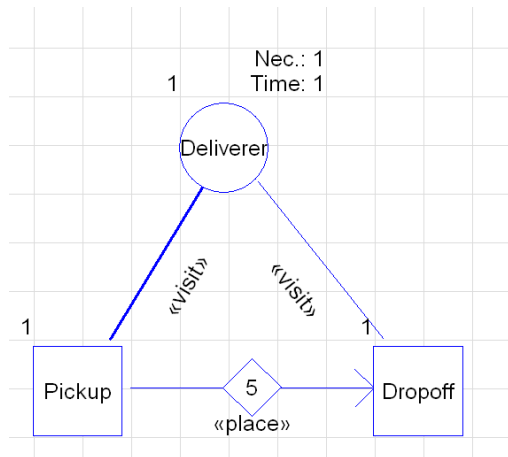 Nec.: 1
1
Time: 1
Deliverer
«visit»
«visit»
1
1
Pickup
5
Dropoff
«place»